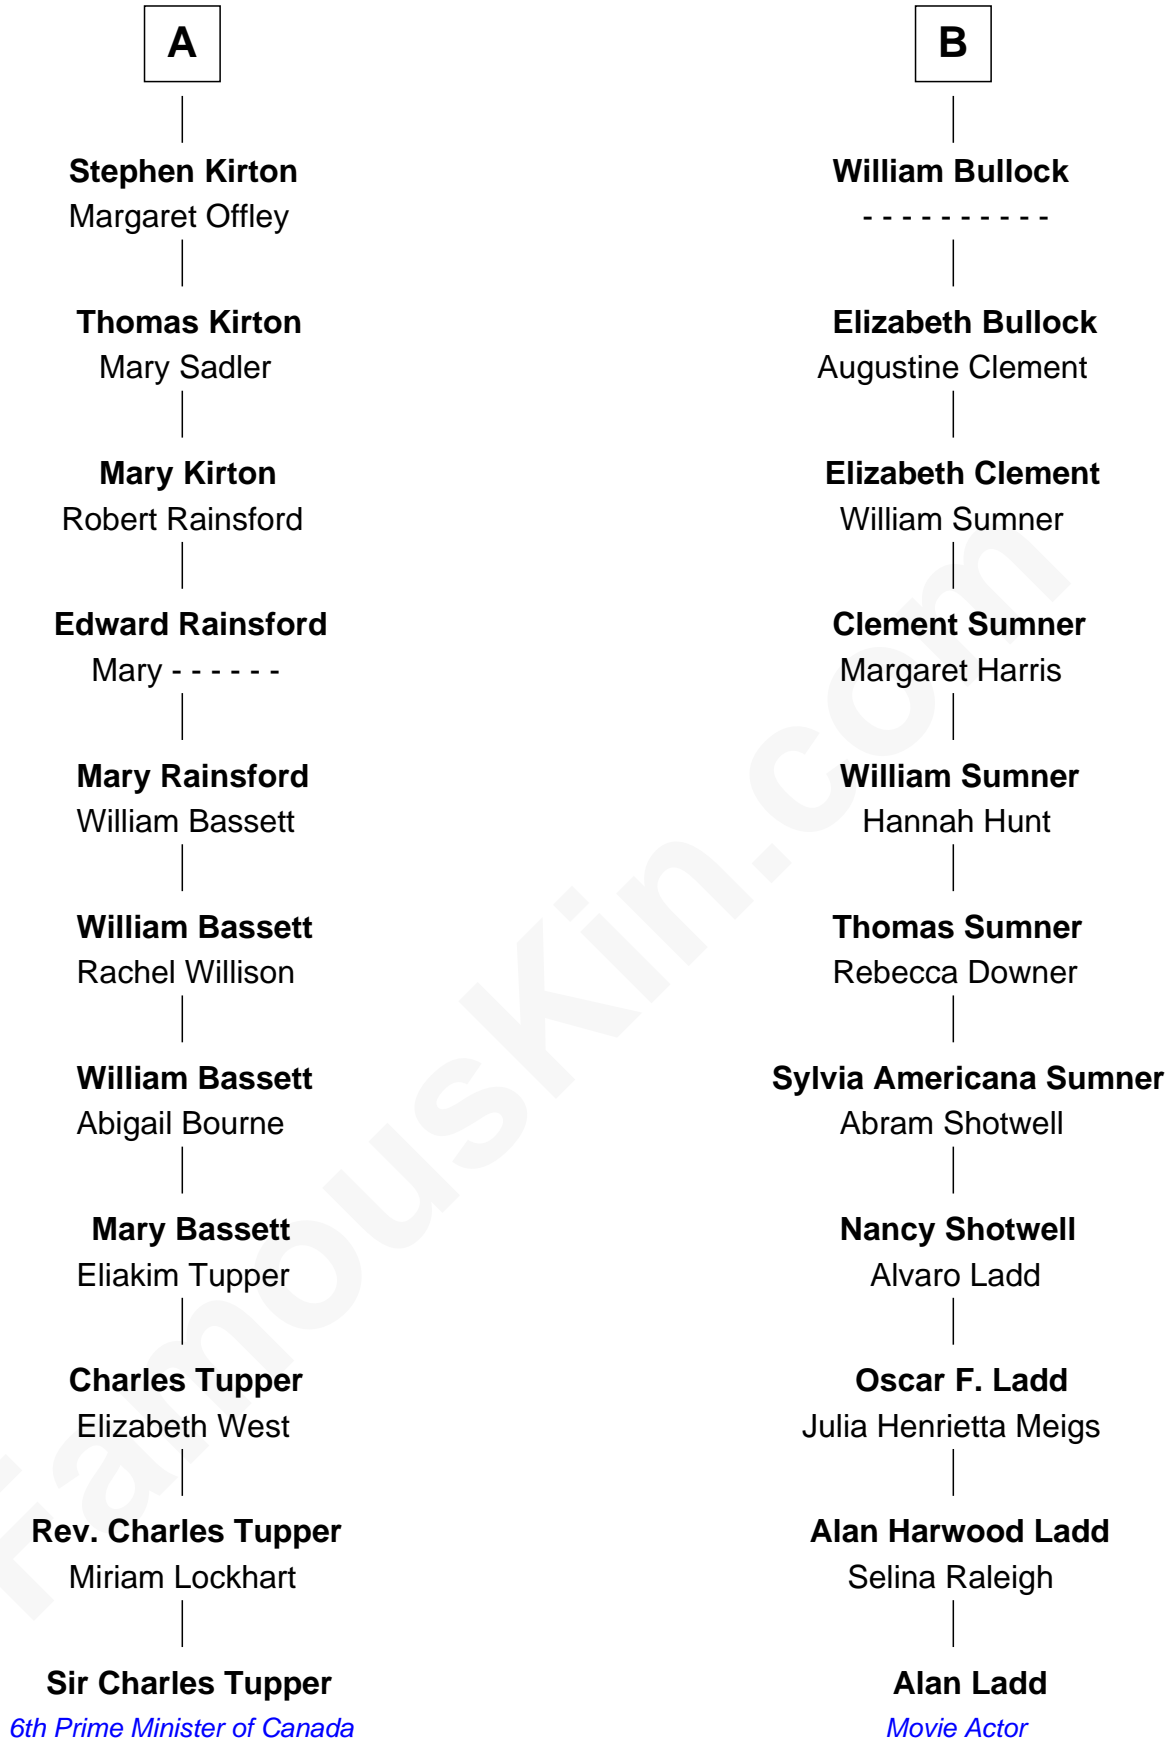 A
Stephen Kirton
Margaret Offley
Thomas Kirton
Mary Sadler
Mary Kirton
Robert Rainsford
Edward Rainsford
Mary - - - - - -
Mary Rainsford
William Bassett
William Bassett
Rachel Willison
William Bassett
Abigail Bourne
Mary Bassett
Eliakim Tupper
Charles Tupper
Elizabeth West
Rev. Charles Tupper
Miriam Lockhart
Sir Charles Tupper
6th Prime Minister of Canada
B
William Bullock
- - - - - - - - - -
Elizabeth Bullock
Augustine Clement
Elizabeth Clement
William Sumner
Clement Sumner
Margaret Harris
William Sumner
Hannah Hunt
Thomas Sumner
Rebecca Downer
Sylvia Americana Sumner
Abram Shotwell
Nancy Shotwell
Alvaro Ladd
Oscar F. Ladd
Julia Henrietta Meigs
Alan Harwood Ladd
Selina Raleigh
Alan Ladd
Movie Actor
FamousKin.com